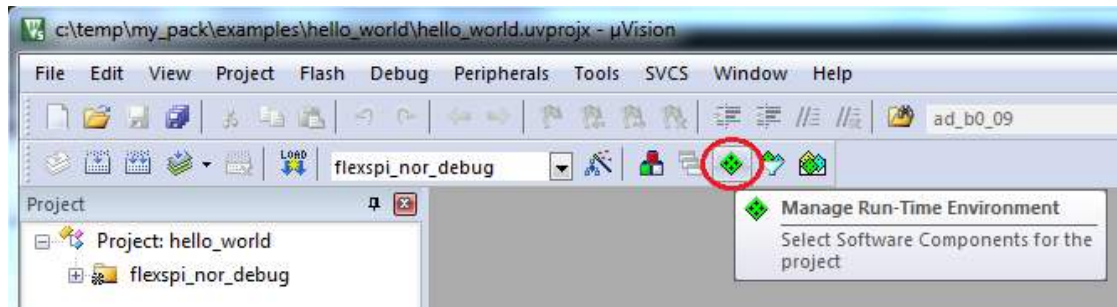 c:\temp\my_pack\examples\hello_world\hello_world.uvprojx - µVision
File Edit View Project Flash Debug Peripherals Tools SVCS Window Help
ad_b0_09
LOAD
flexspi_nor_debug
Project
Manage Run-Time Environment
Project: hello_world
Select Software Components for the
project
flexspi_nor_debug